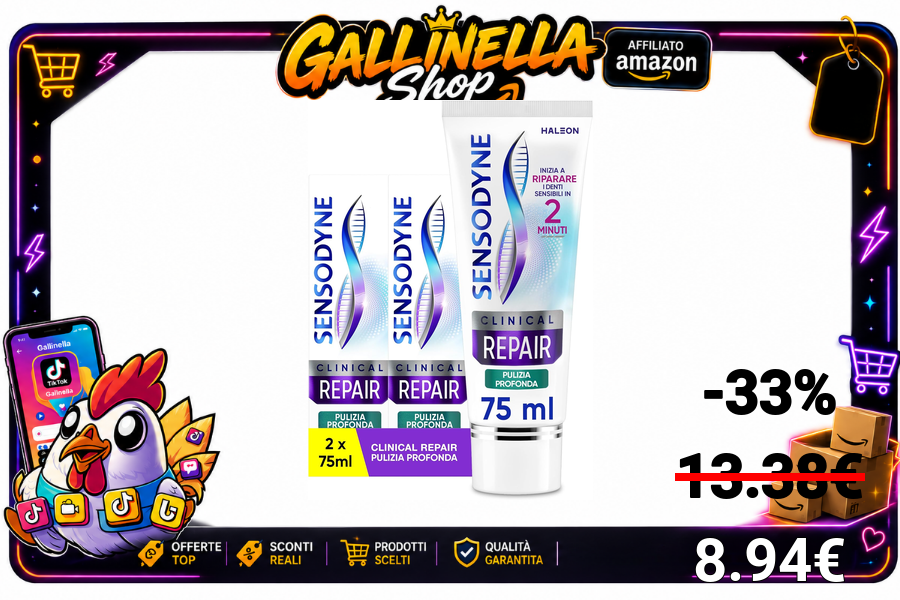 GALLINELLA
Shop
AFFILIATO
amazon
HALEON
SENSODYNE
INIZIA A
RIPARARE
I DENTI
SENSIBILI IN
2
MINUTI
CLINICAL
REPAIR
PULIZIA
PROFONDA
75 ml
SENSODYNE
CLINICAL
REPAIR
PULIZIA
PROFONDA
SENSODYNE
CLINICAL
REPAIR
PULIZIA
PROFONDA
2 x
75ml
CLINICAL REPAIR
PULIZIA PROFONDA
Gallinella
TikTok
Gallinella
-33%
13.38€
8.94€
OFFERTE
TOP
SCONTI
REALI
PRODOTTI
SCELTI
QUALITÀ
GARANTITA